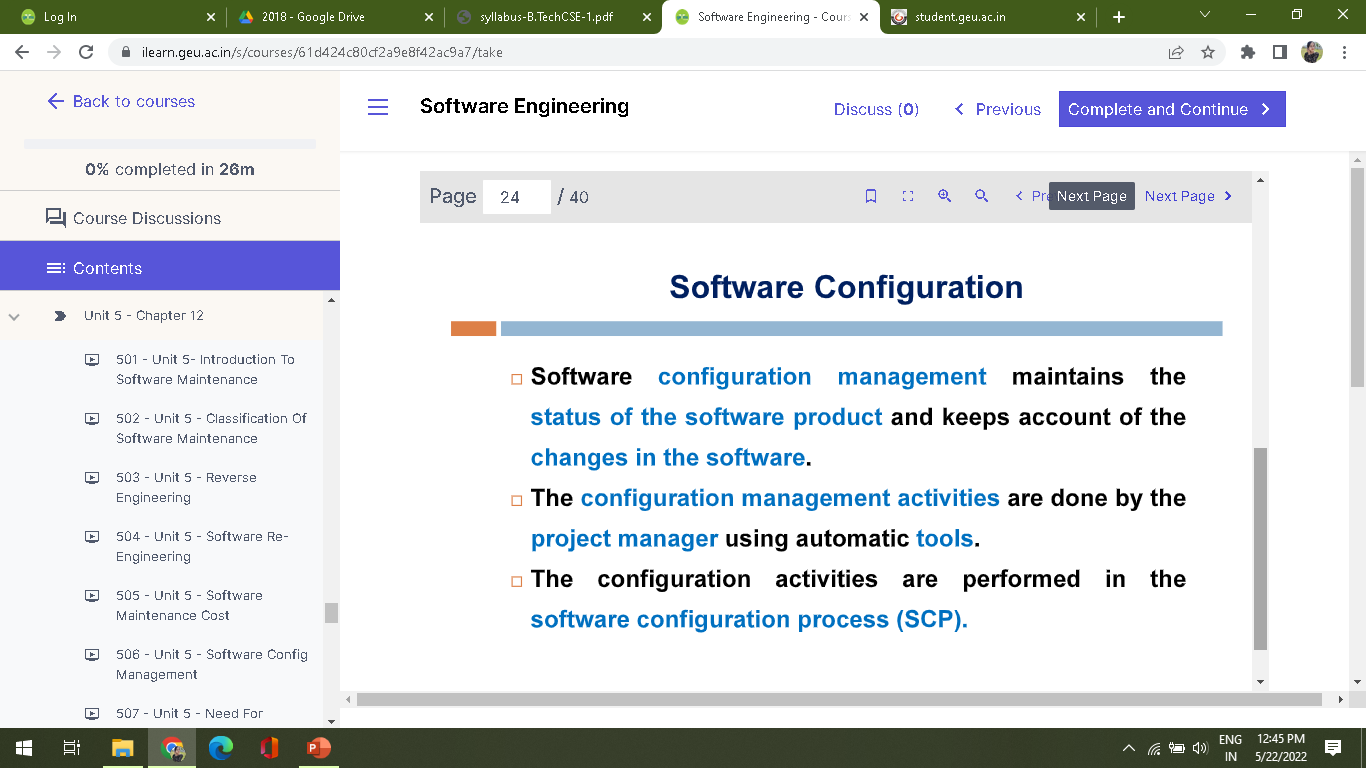 Log In
2018 - Google Drive
syllabus-B.TechCSE-1.pdf
Software Engineering - Cour
student.geu.ac.in
ilearn.geu.ac.in/s/courses/61d424c80cf2a9e8f42ac9a7/take
Back to courses
0% completed in 26m
Course Discussions
Contents
Unit 5 - Chapter 12
501 - Unit 5- Introduction To
Software Maintenance
502 - Unit 5 - Classification Of
Software Maintenance
503 - Unit 5 - Reverse
Engineering
504 - Unit 5 - Software Re-
Engineering
505 - Unit 5 - Software
Maintenance Cost
506 - Unit 5 - Software Config
Management
507 - Unit 5 - Need For
Software Engineering
Discuss (0)
Previous
Complete and Continue
Page 24 / 40
Pre
Next Page
Next Page
Software Configuration
Software configuration management maintains the
status of the software product and keeps account of the
changes in the software.
The configuration management activities are done by the
project manager using automatic tools.
The configuration activities are performed in the
software configuration process (SCP).
ENG
IN
12:45 PM
5/22/2022